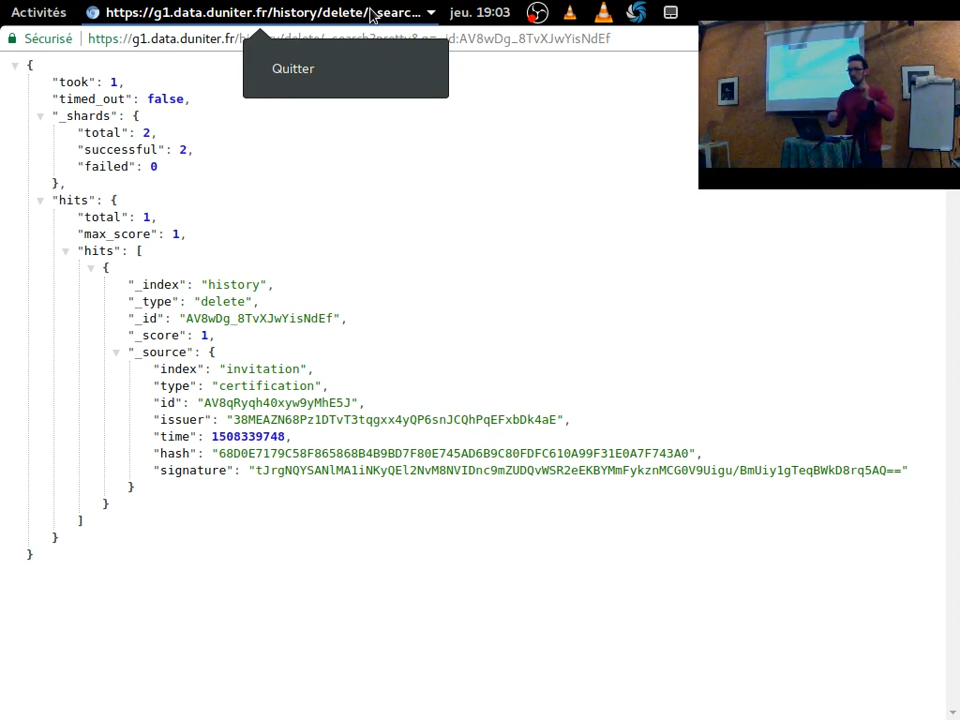 Activités https://g1.data.duniter.fr/history/delete/_searc... jeu. 19:03
Sécurisé https://g1.data.duniter.fr/ id:AV8wDg_8TvXJwYisNdEf
Quitter
{
"took": 1,
"timed_out": false,
"_shards": {
"total": 2,
"successful": 2,
"failed": 0
},
"hits": {
"total": 1,
"max_score": 1,
"hits": [
{
"_index": "history",
"_type": "delete",
"_id": "AV8wDg_8TvXJwYisNdEf",
"_score": 1,
"_source": {
"index": "invitation",
"type": "certification",
"id": "AV8qRyqh40xyw9yMhE5J",
"issuer": "38MEAZN68Pz1DTvT3tqgxx4yQP6snJCQhPqEFxbDk4aE",
"time": 1508339748,
"hash": "68D0E7179C58F865868B4B9BD7F80E745AD6B9C80FDFC610A99F31E0A7F743A0",
"signature": "tJrgNQYSANlMA1iNKyQEl2NvM8NVIDnc9mZUDQvWSR2eEKBYMmFykznMCG0V9Uigu/BmUiy1gTeqBWkD8rq5AQ=="
}
}
]
}
}